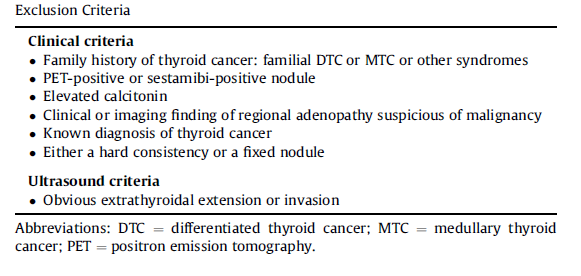 Exclusion Criteria
Clinical criteria
• Family history of thyroid cancer: familial DTC or MTC or other syndromes
• PET-positive or sestamibi-positive nodule
• Elevated calcitonin
• Clinical or imaging finding of regional adenopathy suspicious of malignancy
• Known diagnosis of thyroid cancer
• Either a hard consistency or a fixed nodule
Ultrasound criteria
• Obvious extrathyroidal extension or invasion
Abbreviations: DTC = differentiated thyroid cancer; MTC = medullary thyroid
cancer; PET = positron emission tomography.